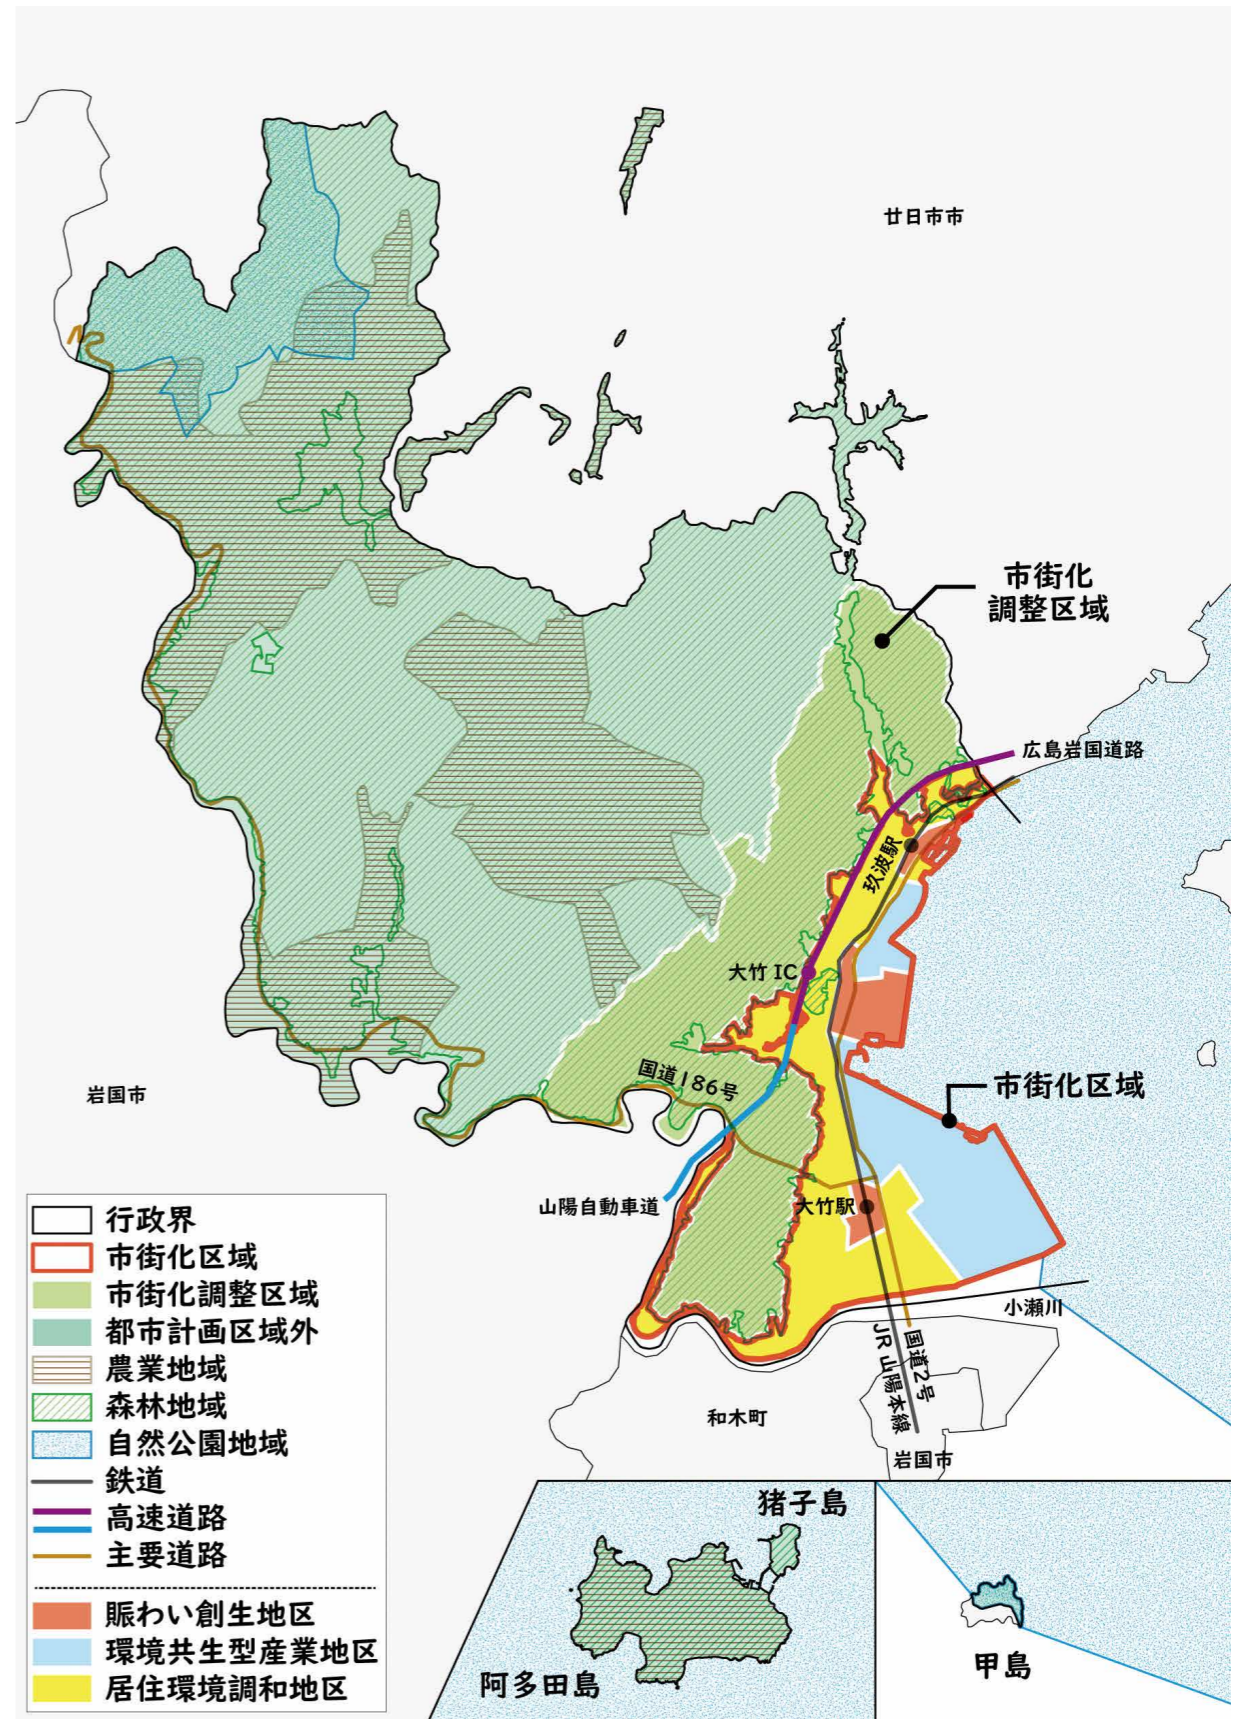 廿日市市
市街化
調整区域
広島岩国道路
玖波駅
大竹 IC
国道186号
市街化区域
岩国市
山陽自動車道
大竹駅
小瀬川
国道2号
JR 山陽本線
和木町
岩国市
行政界
市街化区域
市街化調整区域
都市計画区域外
農業地域
森林地域
自然公園地域
鉄道
高速道路
主要道路
賑わい創生地区
環境共生型産業地区
居住環境調和地区
猪子島
阿多田島
甲島